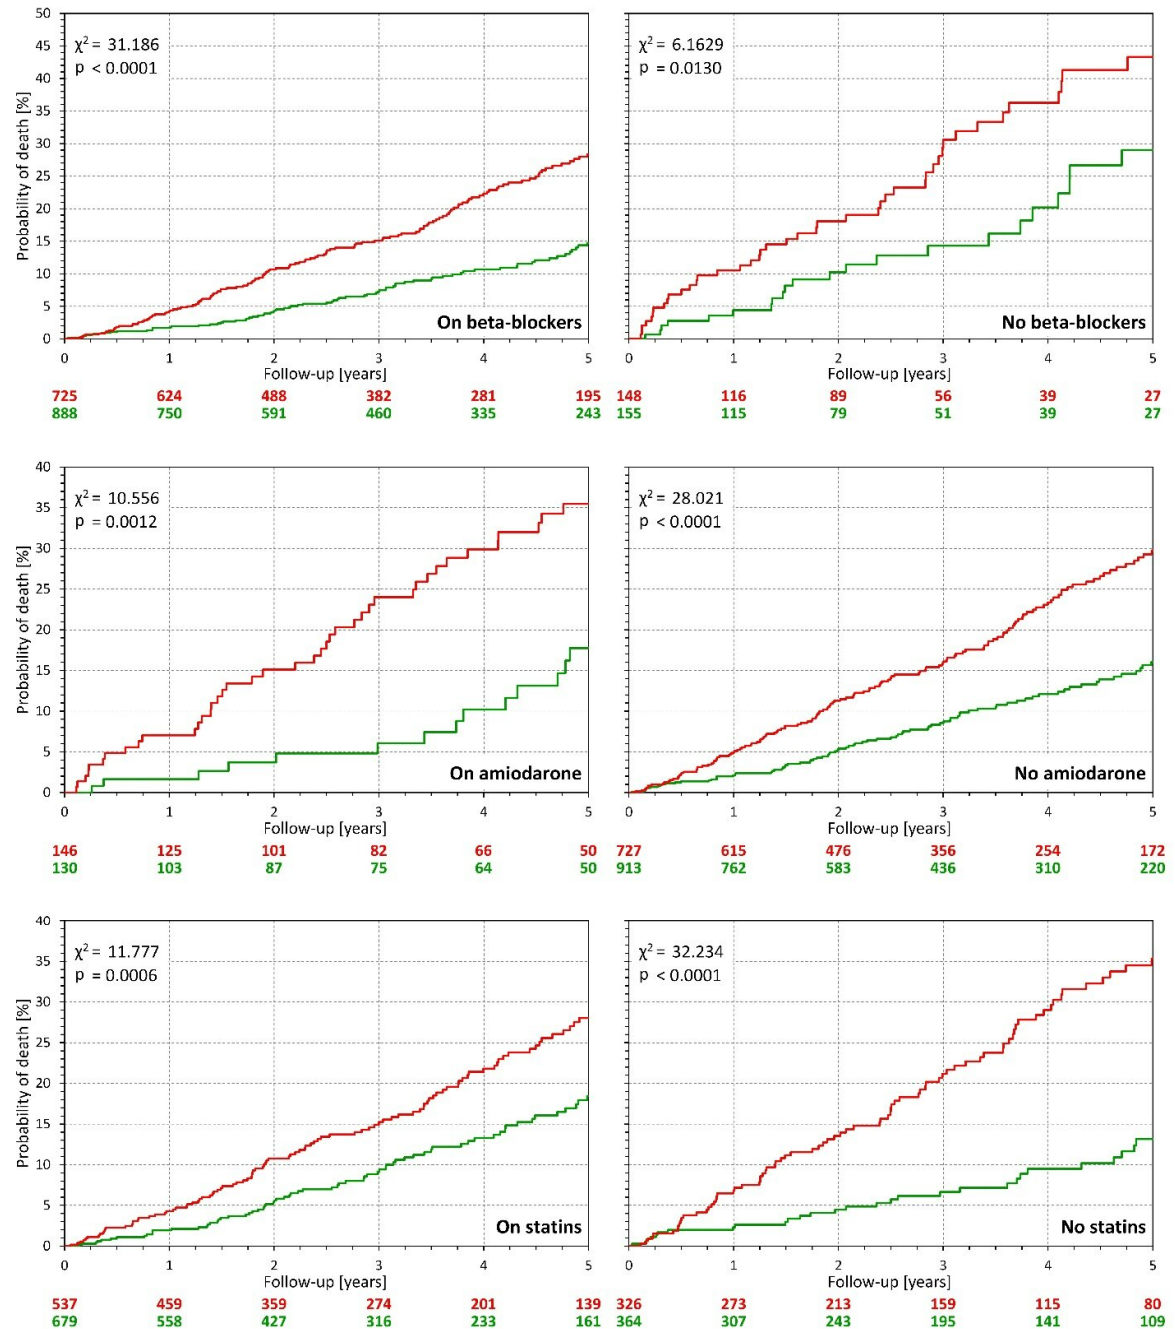 χ² = 31.186
p < 0.0001
Probability of death [%]
50
45
40
35
30
25
20
15
10
5
0
On beta-blockers
0 1 2 3 4 5
Follow-up [years]
725 624 488 382 281 195
888 750 591 460 335 243
χ² = 6.1629
p = 0.0130
No beta-blockers
0 1 2 3 4 5
Follow-up [years]
148 116 89 56 39 27
155 115 79 51 39 27
χ² = 10.556
p = 0.0012
Probability of death [%]
40
35
30
25
20
15
10
5
0
On amiodarone
0 1 2 3 4 5
Follow-up [years]
146 125 101 82 66 50
130 103 87 75 64 50
χ² = 28.021
p < 0.0001
No amiodarone
0 1 2 3 4 5
Follow-up [years]
727 615 476 356 254 172
913 762 583 436 310 220
χ² = 11.777
p = 0.0006
Probability of death [%]
40
35
30
25
20
15
10
5
0
On statins
0 1 2 3 4 5
Follow-up [years]
537 459 359 274 201 139
679 558 427 316 233 161
χ² = 32.234
p < 0.0001
No statins
0 1 2 3 4 5
Follow-up [years]
326 273 213 159 115 80
364 307 243 195 141 109